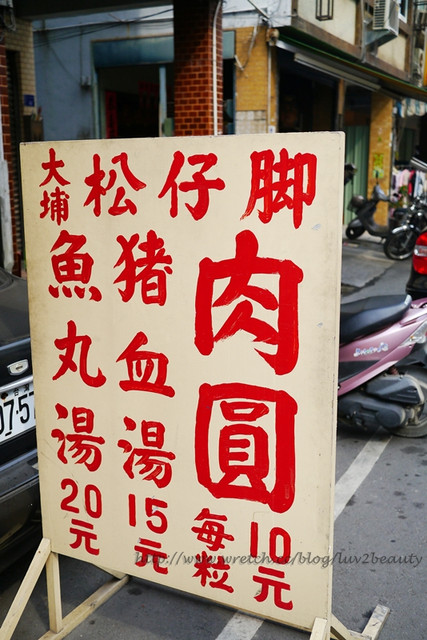 大埔
松仔腳
肉圓
每粒10元
猪血湯
15元
魚丸湯
20元
http://www.wretch.cc/blog/luv2beauty